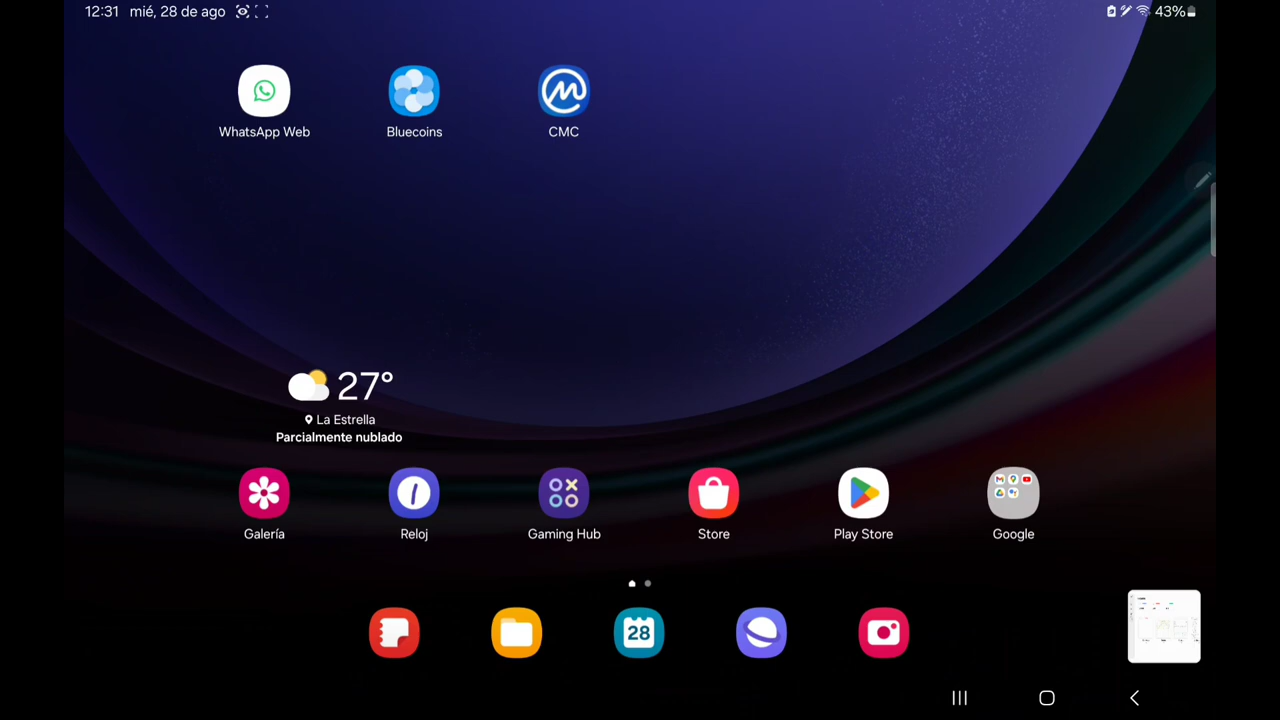 12:31 mié, 28 de ago
43%
WhatsApp Web
Bluecoins
CMC
27°
La Estrella
Parcialmente nublado
Galería
Reloj
Gaming Hub
Store
Play Store
Google
28